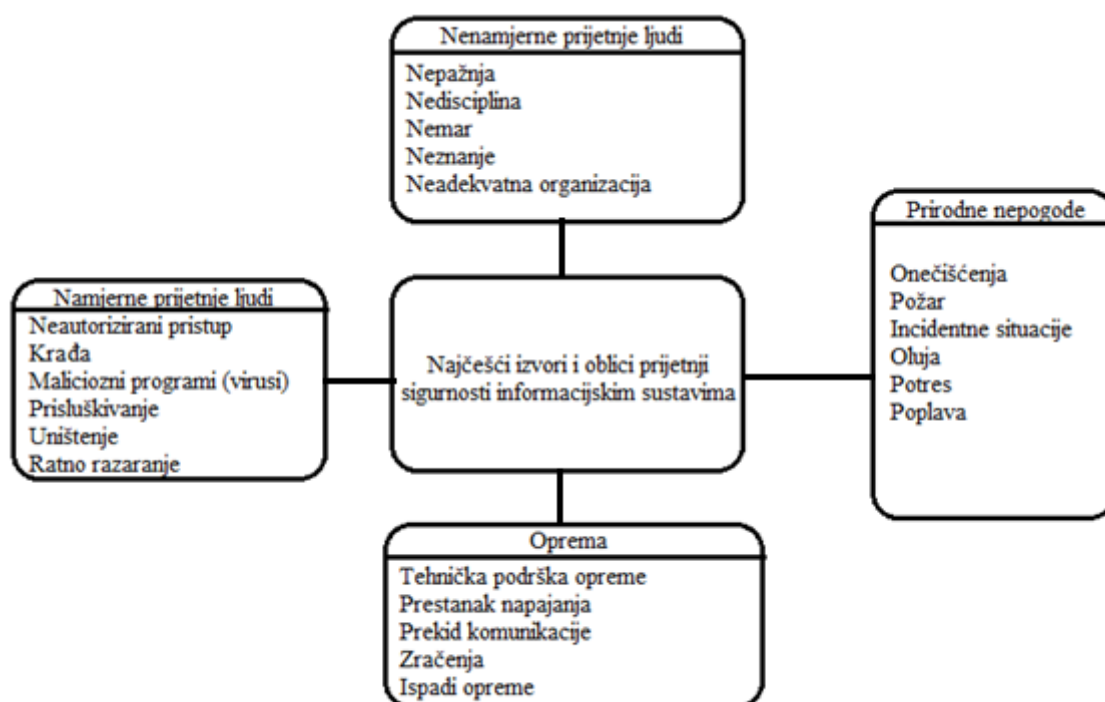 Nenamjerne prijetnje ljudi
Nepažnja
Nedisciplina
Nemar
Neznanje
Neadekvatna organizacija
Prirodne nepogode
Onečišćenja
Požar
Incidentne situacije
Oluja
Potres
Poplava
Namjerne prijetnje ljudi
Neautorizirani pristup
Krađa
Maliciozni programi (virusi)
Prisluškivanje
Uništenje
Ratno razaranje
Najčešći izvori i oblici prijetnji
sigurnosti informacijskim sustavima
Oprema
Tehnička podrška opreme
Prestanak napajanja
Prekid komunikacije
Zračenja
Ispadi opreme